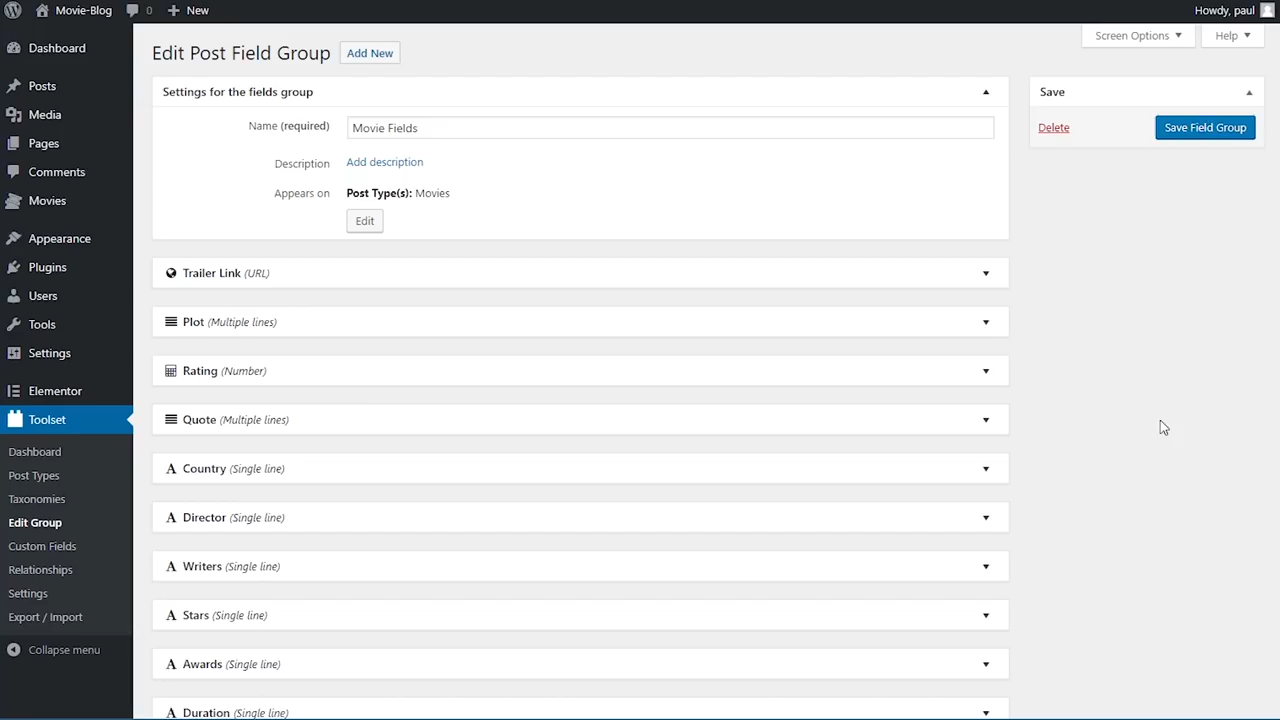 Movie-Blog
0
New
Howdy, paul
Screen Options
Help
Dashboard
Posts
Media
Pages
Comments
Movies
Appearance
Plugins
Users
Tools
Settings
Elementor
Toolset
Dashboard
Post Types
Taxonomies
Edit Group
Custom Fields
Relationships
Settings
Export / Import
Collapse menu
Edit Post Field Group
Add New
Settings for the fields group
Name (required)
Movie Fields
Description
Add description
Appears on
Post Type(s): Movies
Edit
Trailer Link (URL)
Plot (Multiple lines)
Rating (Number)
Quote (Multiple lines)
A Country (Single line)
A Director (Single line)
A Writers (Single line)
A Stars (Single line)
A Awards (Single line)
A Duration (Single line)
Save
Delete
Save Field Group